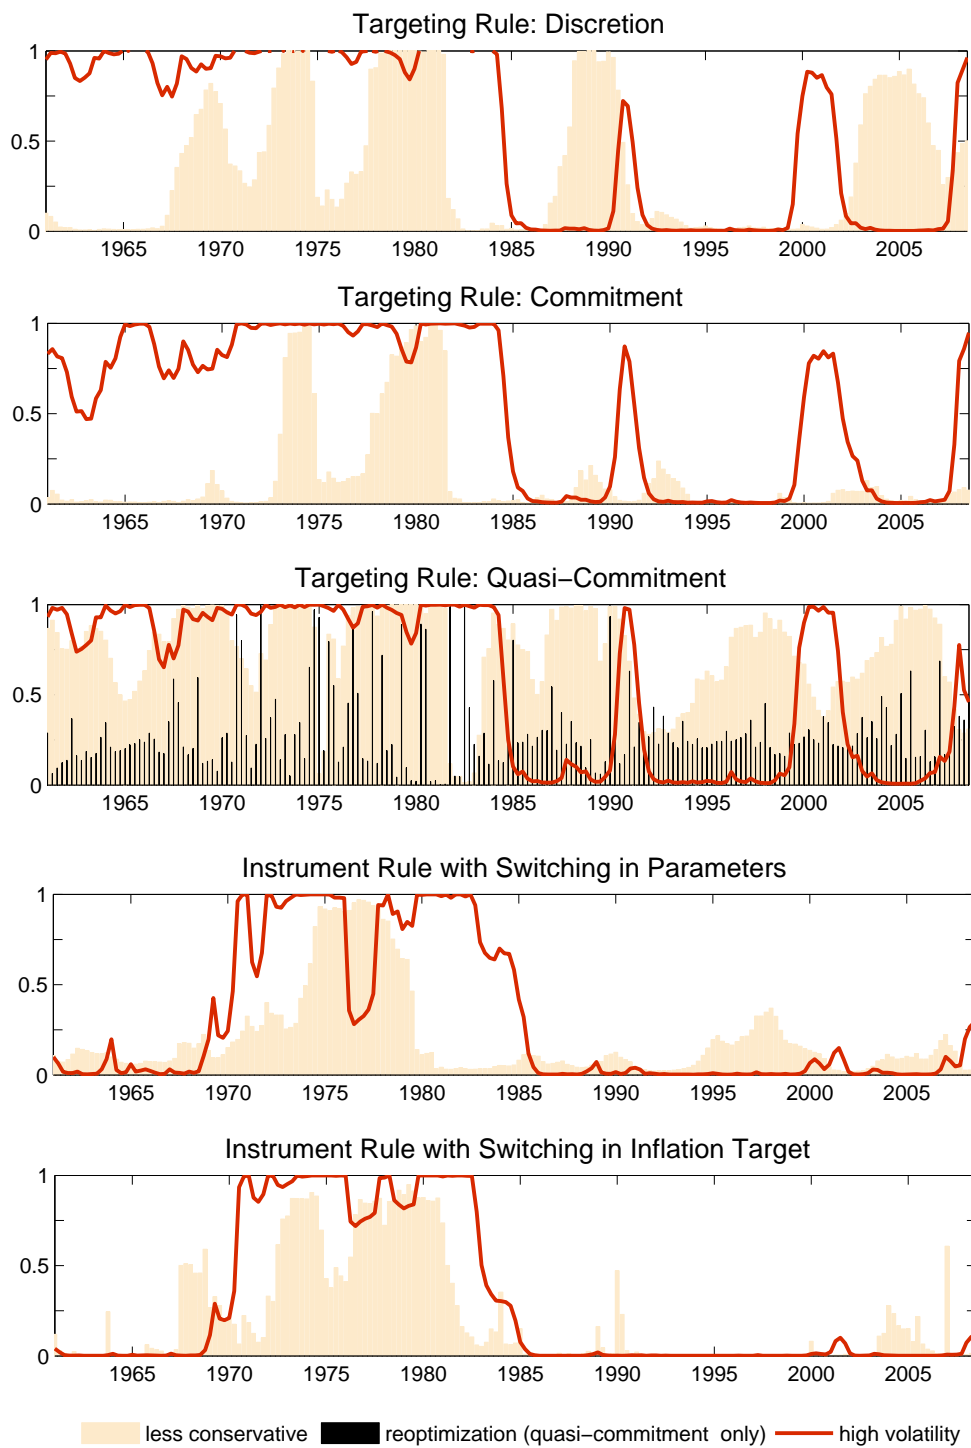 Targeting Rule: Discretion
1
0.5
0
1965 1970 1975 1980 1985 1990 1995 2000 2005
Targeting Rule: Commitment
1
0.5
0
1965 1970 1975 1980 1985 1990 1995 2000 2005
Targeting Rule: Quasi−Commitment
1
0.5
0
1965 1970 1975 1980 1985 1990 1995 2000 2005
Instrument Rule with Switching in Parameters
1
0.5
0
1965 1970 1975 1980 1985 1990 1995 2000 2005
Instrument Rule with Switching in Inflation Target
1
0.5
0
1965 1970 1975 1980 1985 1990 1995 2000 2005
less conservative reoptimization (quasi−commitment only) high volatility